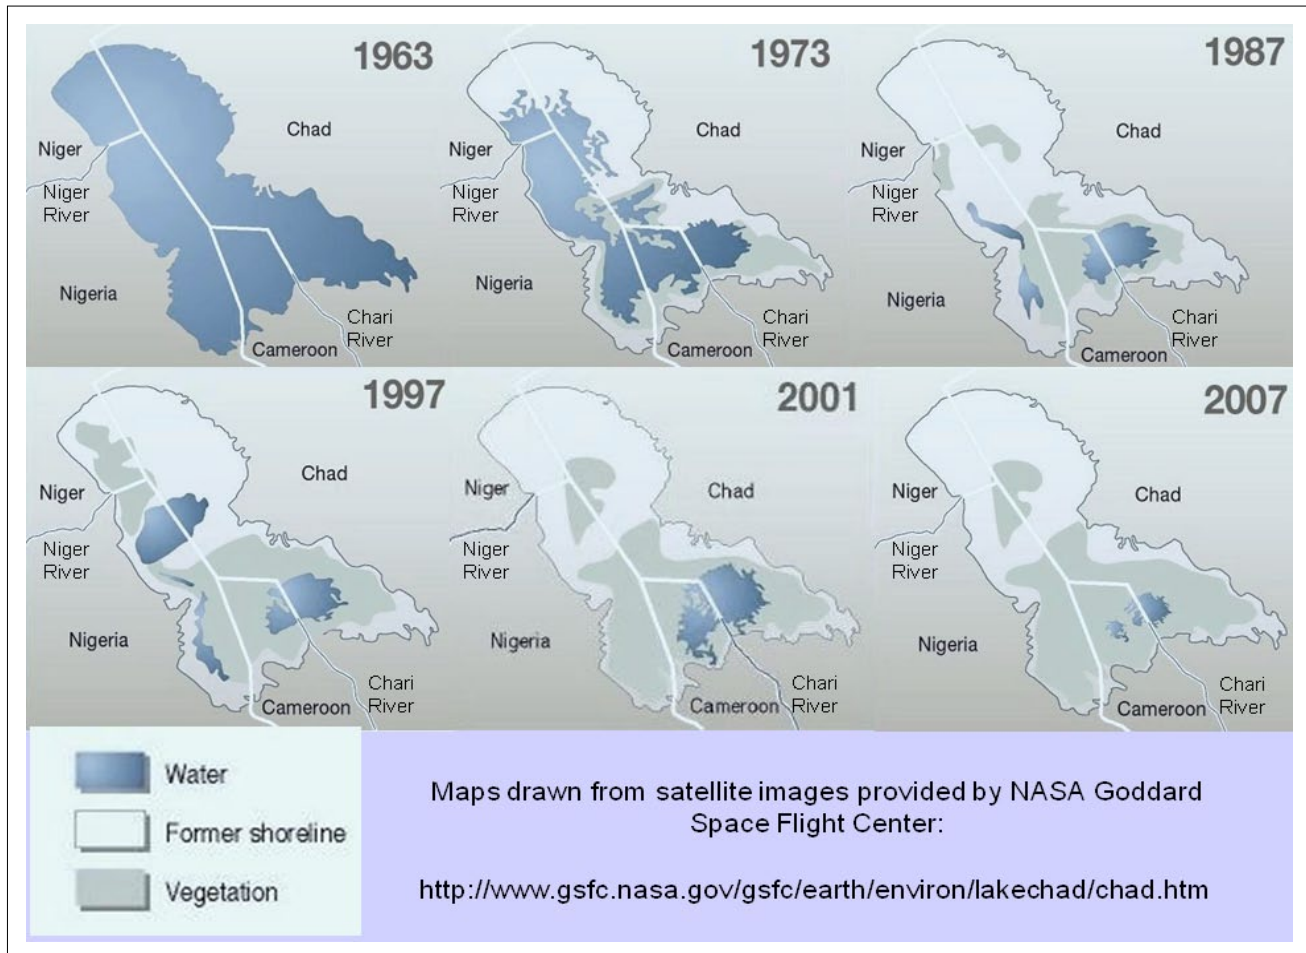 1963
Chad
Niger
Niger
River
Nigeria
Chari
River
Cameroon
1973
Chad
Niger
Niger
River
Nigeria
Chari
River
Cameroon
1987
Chad
Niger
Niger
River
Nigeria
Chari
River
Cameroon
1997
Chad
Niger
Niger
River
Nigeria
Chari
River
Cameroon
2001
Chad
Niger
Niger
River
Nigeria
Chari
River
Cameroon
2007
Chad
Niger
Niger
River
Nigeria
Chari
River
Cameroon
Water
Former shoreline
Vegetation
Maps drawn from satellite images provided by NASA Goddard
Space Flight Center:
http://www.gsfc.nasa.gov/gsfc/earth/environ/lakechad/chad.htm